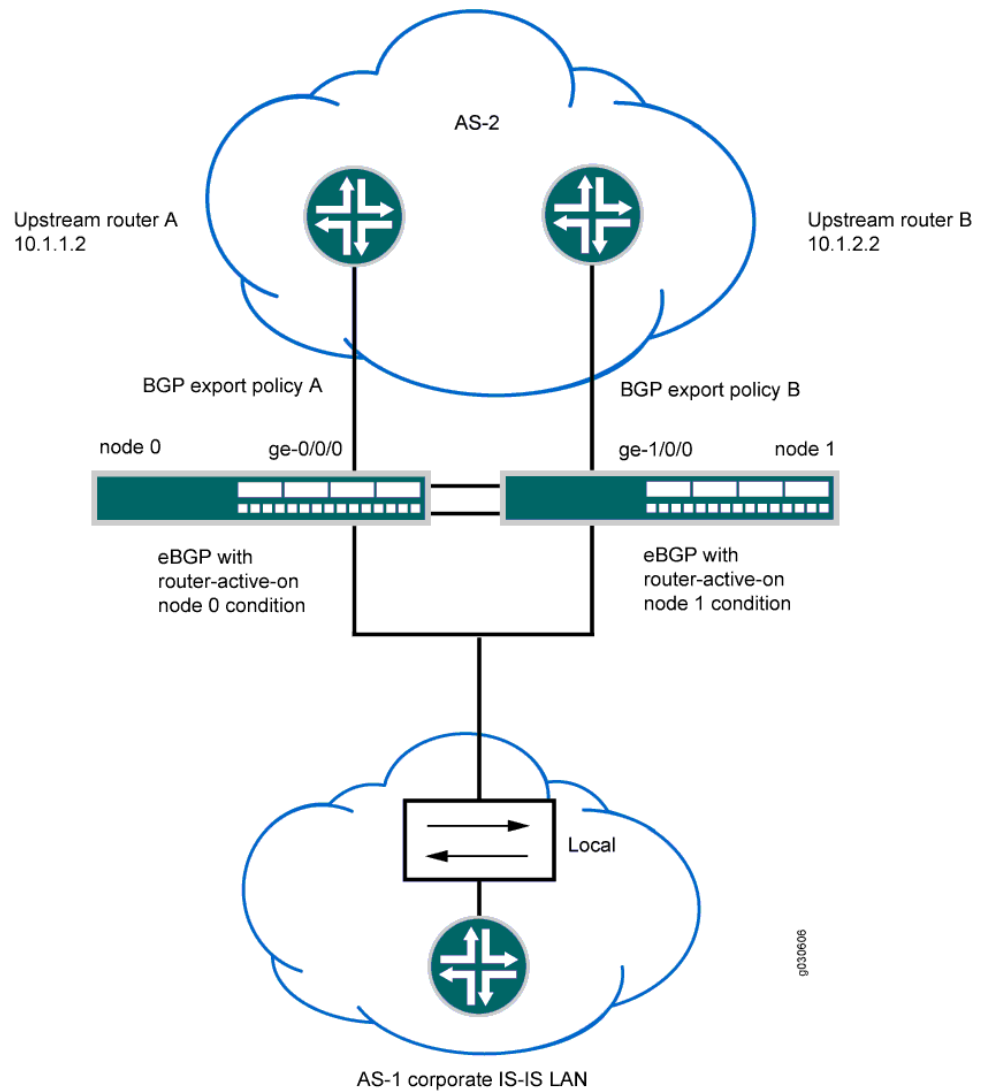 AS-2
Upstream router A
10.1.1.2
Upstream router B
10.1.2.2
BGP export policy A
BGP export policy B
node 0
ge-0/0/0
ge-1/0/0
node 1
eBGP with
router-active-on
node 0 condition
eBGP with
router-active-on
node 1 condition
Local
g030606
AS-1 corporate IS-IS LAN